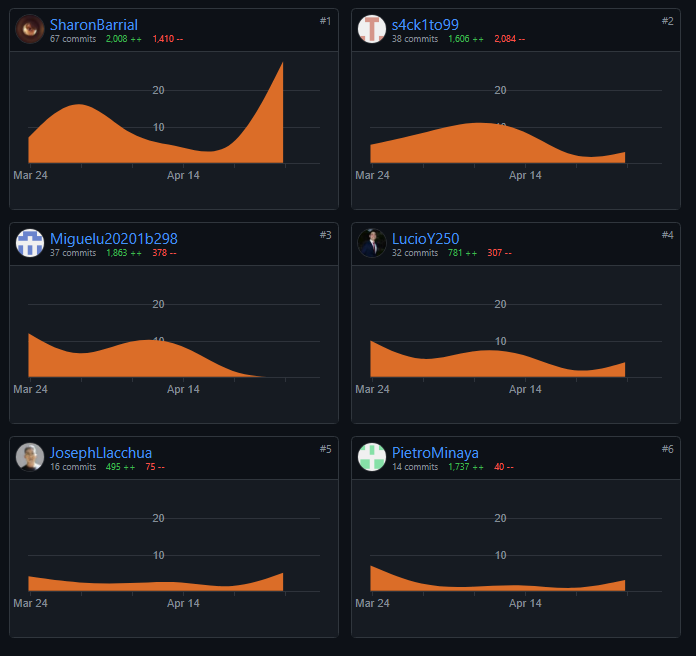 SharonBarrial #1
67 commits 2,008 ++ 1,410 --
20
10
Mar 24 Apr 14
s4ck1to99 #2
38 commits 1,606 ++ 2,084 --
20
10
Mar 24 Apr 14
Miguelu20201b298 #3
37 commits 1,863 ++ 378 --
20
10
Mar 24 Apr 14
LucioY250 #4
32 commits 781 ++ 307 --
20
10
Mar 24 Apr 14
JosephLlacchua #5
16 commits 495 ++ 75 --
20
10
Mar 24 Apr 14
PietroMinaya #6
14 commits 1,737 ++ 40 --
20
10
Mar 24 Apr 14